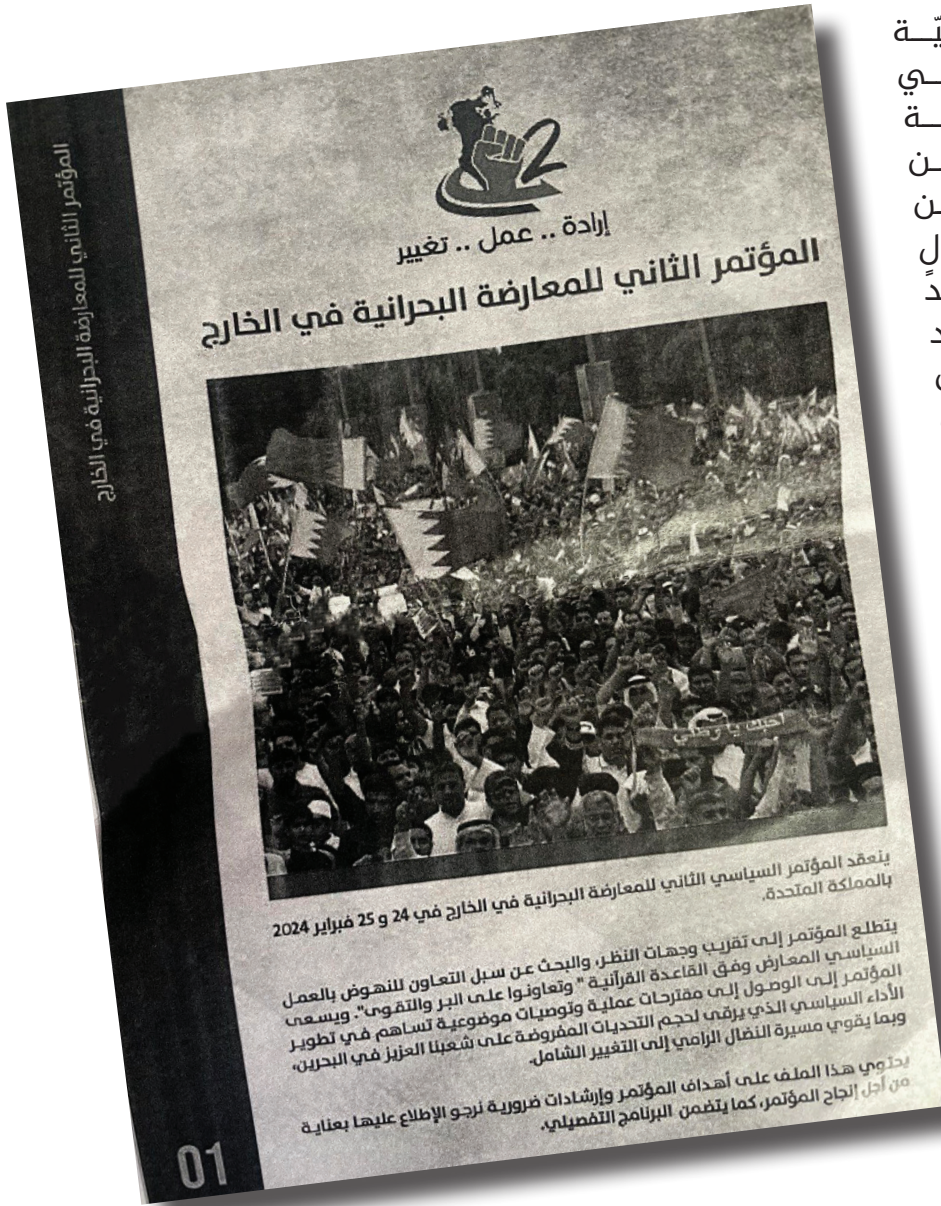 المؤتمر الثاني للمعارضة البحرانية في الخارج
2
إرادة .. عمل .. تغيير
المؤتمر الثاني للمعارضة البحرانية في الخارج
ينعقد المؤتمر السياسي الثاني للمعارضة البحرانية في الخارج في 24 و 25 فبراير 2024
بالمملكة المتحدة.
يتطلع المؤتمر إلى تقريب وجهات النظر، والبحث عن سبل التعاون للنهوض بالعمل
السياسي المعارض وفق القاعدة القرآنية " وتعاونوا على البر والتقوى". ويسعى
المؤتمر إلى الوصول إلى مقترحات عملية وتوصيات موضوعية تساهم في تطوير
الأداء السياسي الذي يرقى لحجم التحديات المفروضة على شعبنا العزيز في البحرين،
وبما يقوي مسيرة النضال الرامي إلى التغيير الشامل.
يحتوي هذا الملف على أهداف المؤتمر وإرشادات ضرورية نرجو الإطلاع عليها بعناية
من أجل إنجاح المؤتمر، كما يتضمن البرنامج التفصيلي.
01